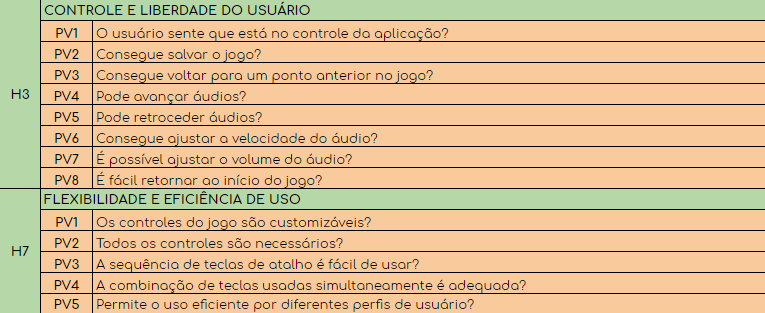 CONTROLE E LIBERDADE DO USUÁRIO
H3
PV1 O usuário sente que está no controle da aplicação?
PV2 Consegue salvar o jogo?
PV3 Consegue voltar para um ponto anterior no jogo?
PV4 Pode avançar áudios?
PV5 Pode retroceder áudios?
PV6 Consegue ajustar a velocidade do áudio?
PV7 É possível ajustar o volume do áudio?
PV8 É fácil retornar ao início do jogo?
FLEXIBILIDADE E EFICIÊNCIA DE USO
H7
PV1 Os controles do jogo são customizáveis?
PV2 Todos os controles são necessários?
PV3 A sequência de teclas de atalho é fácil de usar?
PV4 A combinação de teclas usadas simultaneamente é adequada?
PV5 Permite o uso eficiente por diferentes perfis de usuário?